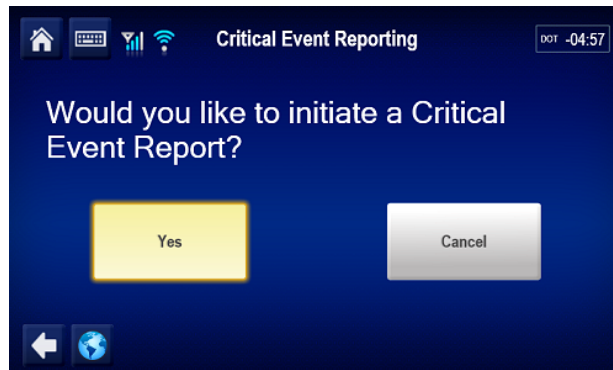 Critical Event Reporting
DOT -04:57
Would you like to initiate a Critical
Event Report?
Yes
Cancel